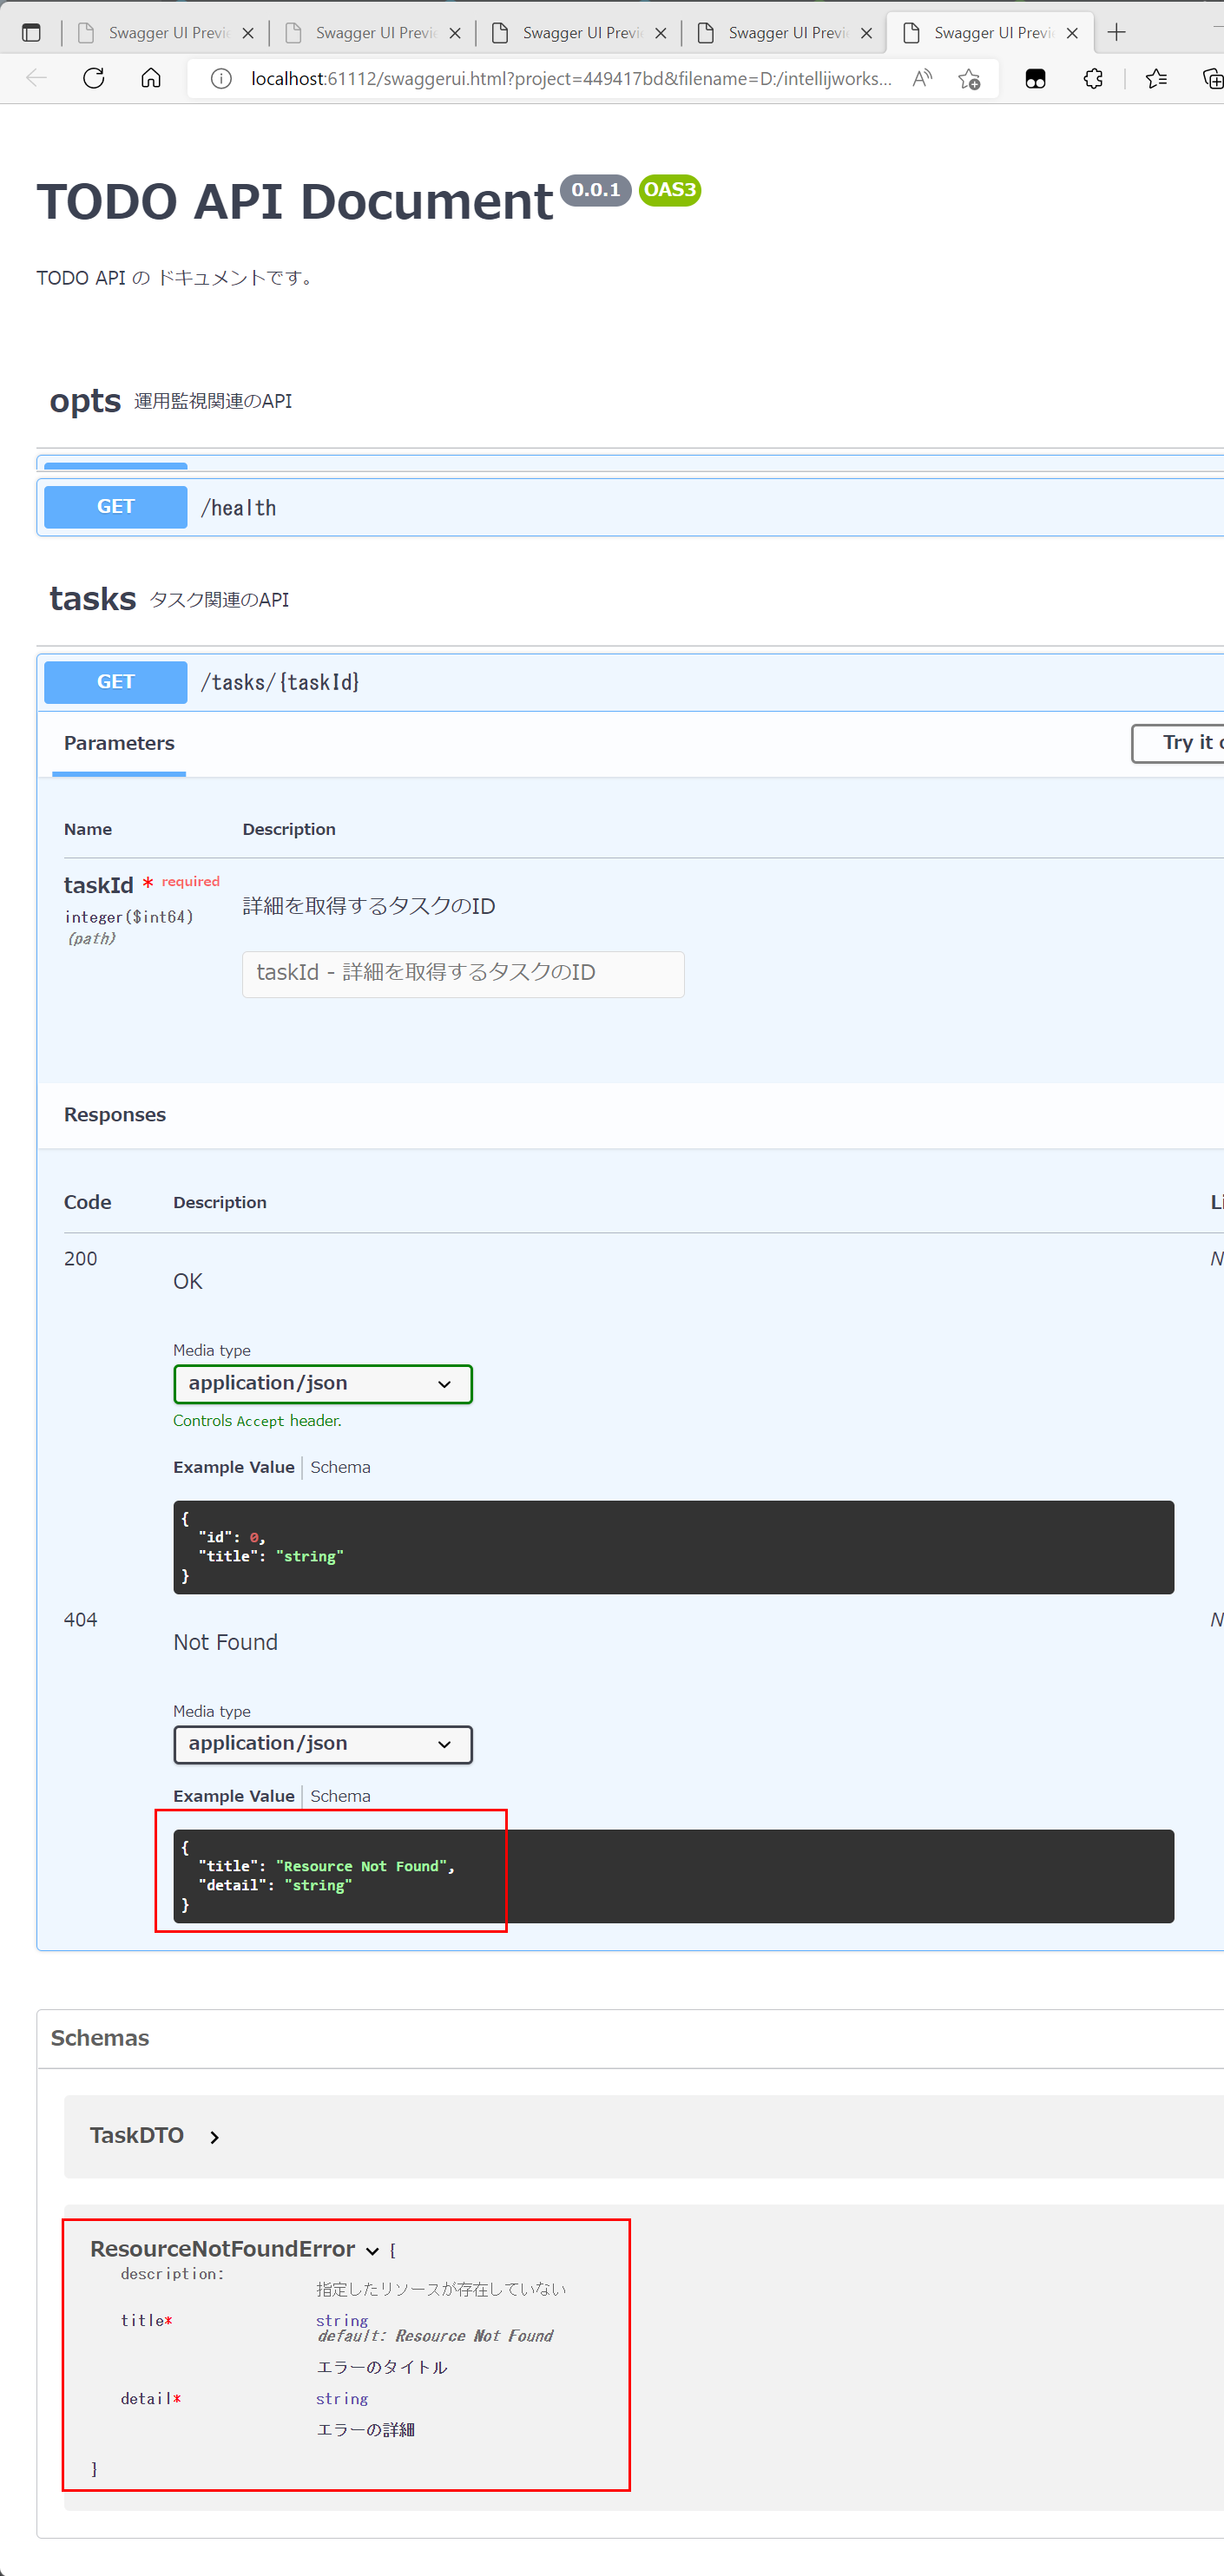 Swagger UI Previ
Swagger UI Previ
Swagger UI Previ
Swagger UI Previ
Swagger UI Previ
localhost:61112/swaggerui.html?project=449417bd&filename=D:/intellijworks...
TODO API Document 0.0.1 OAS3
TODO API の ドキュメントです。
opts 運用監視関連のAPI
GET /health
tasks タスク関連のAPI
GET /tasks/{taskId}
Parameters
Try it
Name Description
taskId * required
integer($int64)
(path)
詳細を取得するタスクのID
taskId - 詳細を取得するタスクのID
Responses
Code Description Li
200 N
OK
Media type
application/json
Controls Accept header.
Example Value Schema
{
"id": 0,
"title": "string"
}
404 N
Not Found
Media type
application/json
Example Value Schema
{
"title": "Resource Not Found",
"detail": "string"
}
Schemas
TaskDTO
ResourceNotFoundError {
description:
指定したリソースが存在していない
title* string
default: Resource Not Found
エラーのタイトル
detail* string
エラーの詳細
}